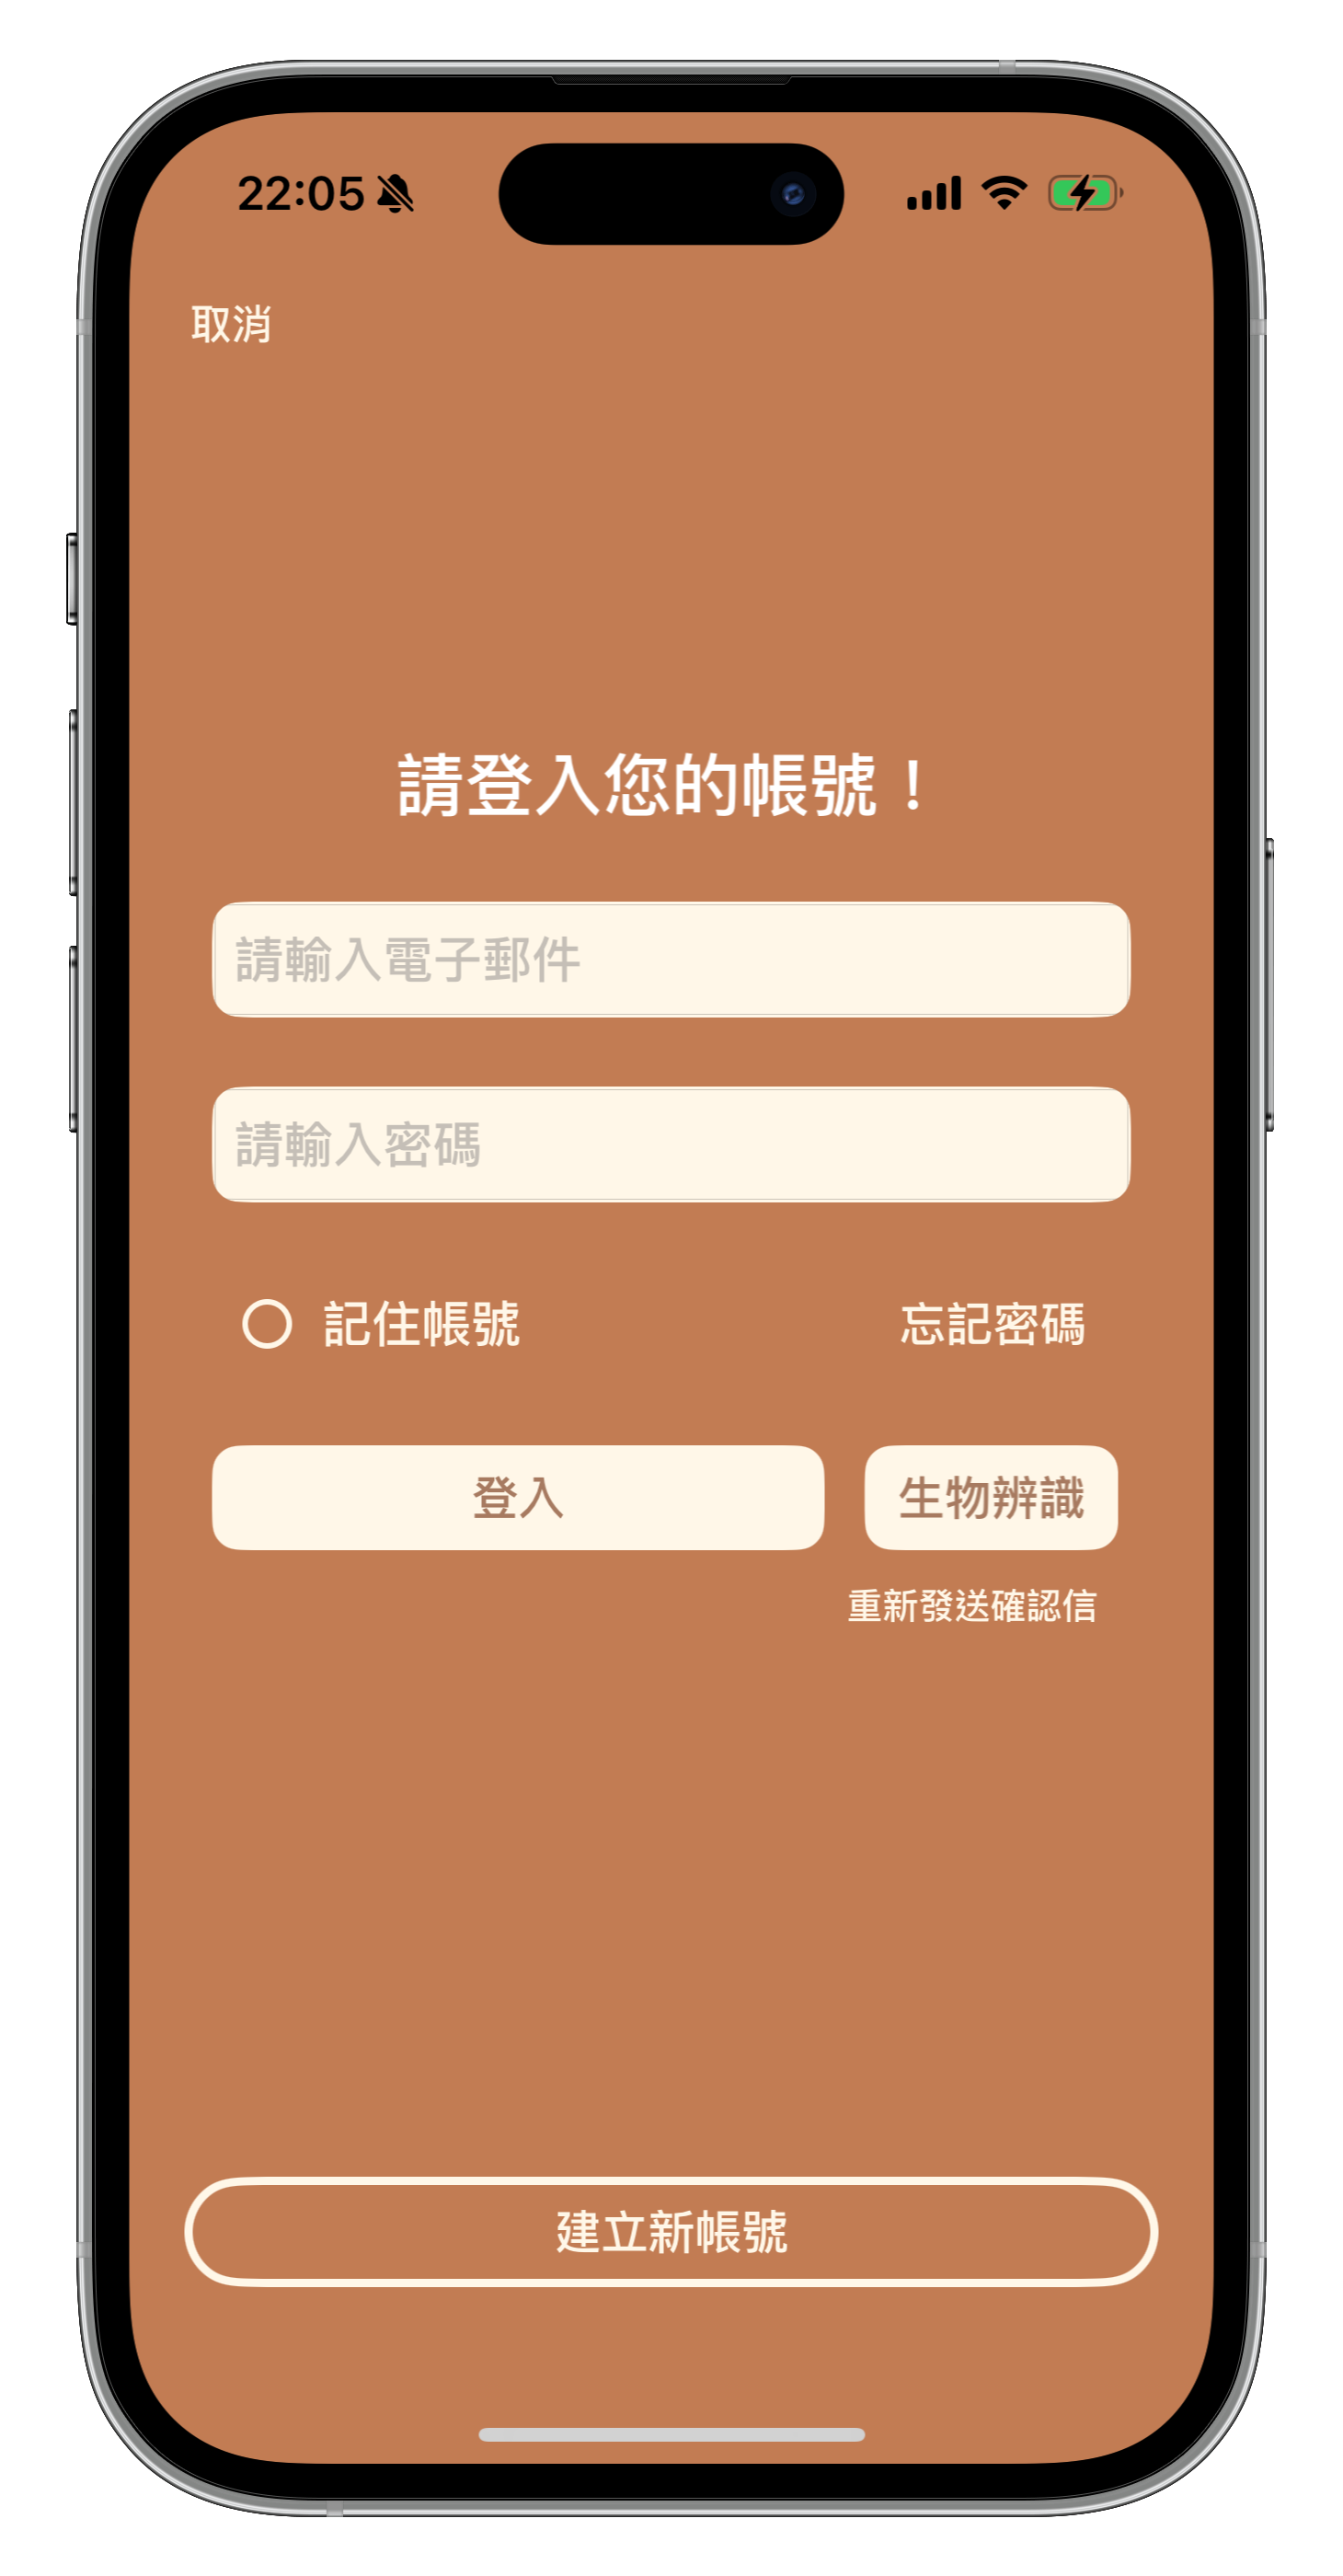 22:05
取消
請登入您的帳號！
請輸入電子郵件
請輸入密碼
記住帳號 忘記密碼
登入 生物辨識
重新發送確認信
建立新帳號